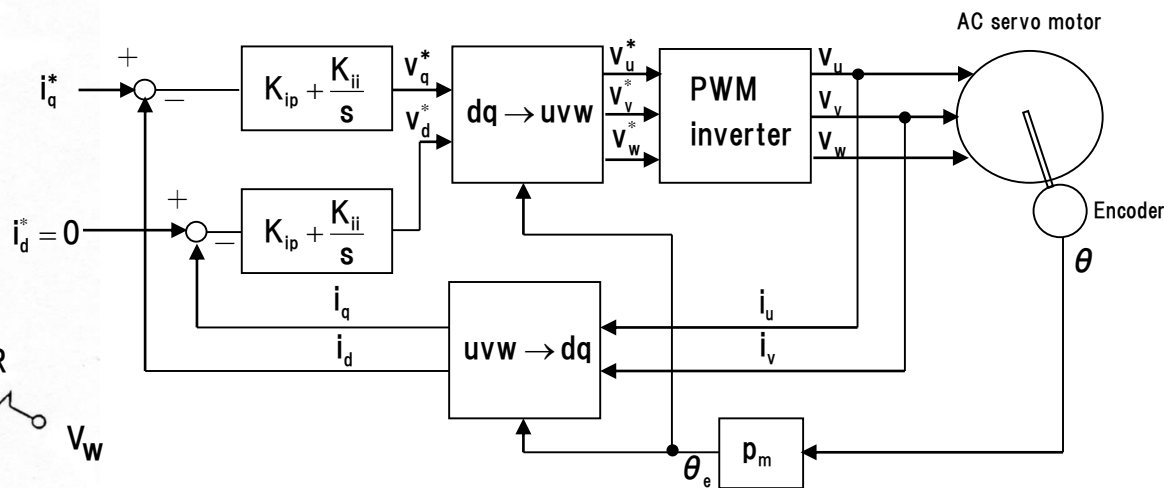 AC servo motor
+
−
i_q^*
K_ip + K_ii/s
v_q^*
v_d^*
dq → uvw
v_u^*
v_v^*
v_w^*
PWM
inverter
V_u
V_v
V_w
+
−
i_d^* = 0
K_ip + K_ii/s
Encoder
θ
i_q
i_d
uvw → dq
i_u
i_v
R
V_w
θ_e
p_m